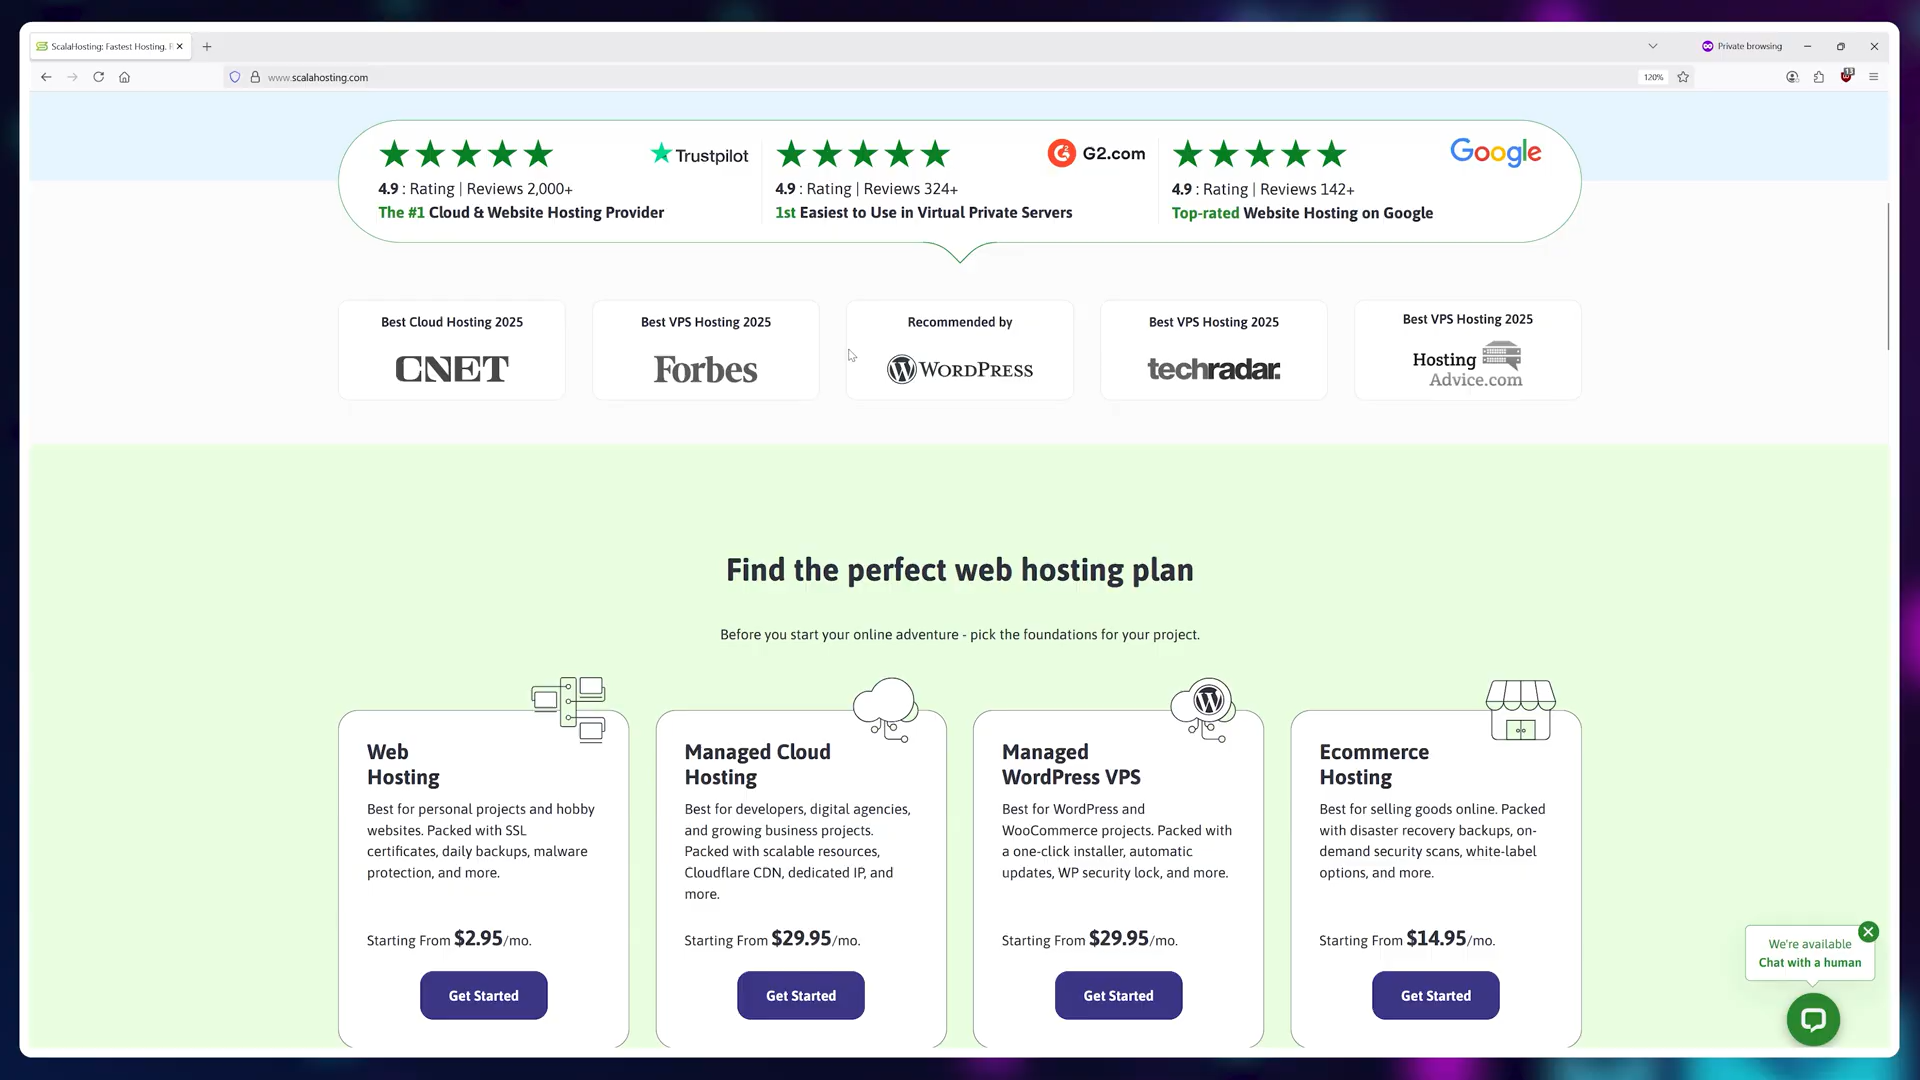 ScalaHosting: Fastest Hosting. F
Private browsing
www.scalahosting.com
120%
13
Trustpilot
4.9 : Rating | Reviews 2,000+
The #1 Cloud & Website Hosting Provider
G2.com
4.9 : Rating | Reviews 324+
1st Easiest to Use in Virtual Private Servers
Google
4.9 : Rating | Reviews 142+
Top-rated Website Hosting on Google
Best Cloud Hosting 2025
CNET
Best VPS Hosting 2025
Forbes
Recommended by
WORDPRESS
Best VPS Hosting 2025
techradar.
Best VPS Hosting 2025
Hosting
Advice.com
Find the perfect web hosting plan
Before you start your online adventure - pick the foundations for your project.
Web
Hosting
Best for personal projects and hobby
websites. Packed with SSL
certificates, daily backups, malware
protection, and more.
Starting From $2.95/mo.
Get Started
Managed Cloud
Hosting
Best for developers, digital agencies,
and growing business projects.
Packed with scalable resources,
Cloudflare CDN, dedicated IP, and
more.
Starting From $29.95/mo.
Get Started
Managed
WordPress VPS
Best for WordPress and
WooCommerce projects. Packed with
a one-click installer, automatic
updates, WP security lock, and more.
Starting From $29.95/mo.
Get Started
Ecommerce
Hosting
Best for selling goods online. Packed
with disaster recovery backups, on-
demand security scans, white-label
options, and more.
Starting From $14.95/mo.
Get Started
We're available
Chat with a human